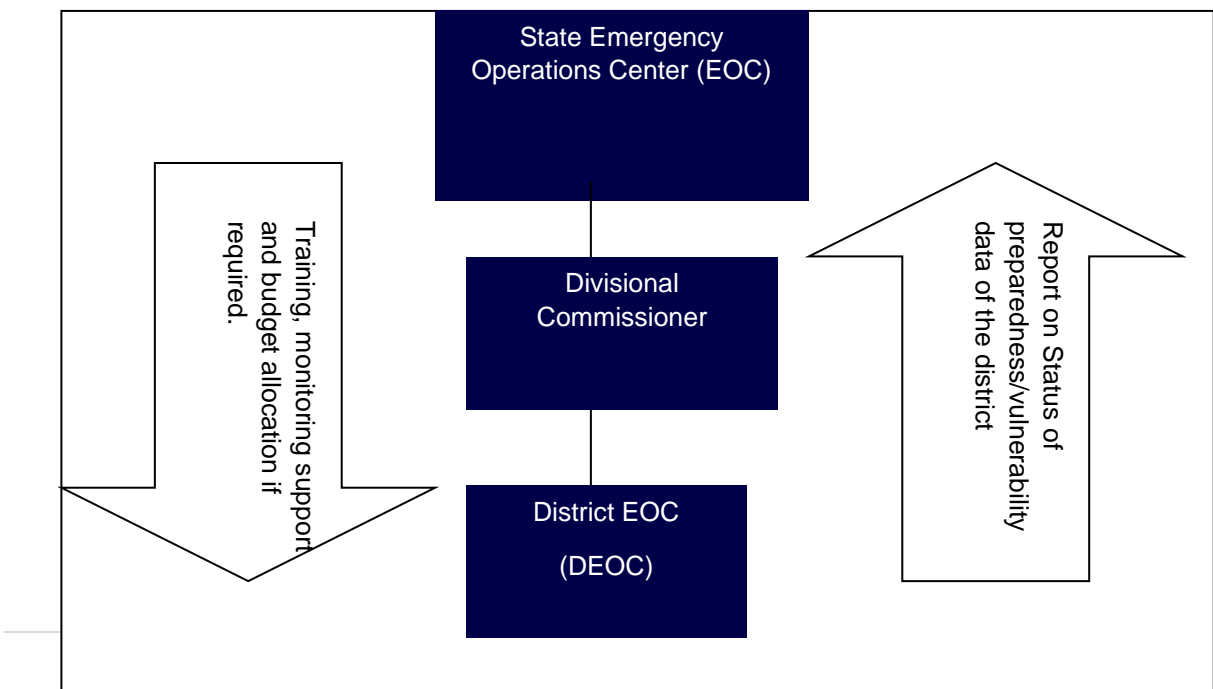 State Emergency
Operations Center (EOC)
Training, monitoring support
and budget allocation if
required.
Report on Status of
preparedness/vulnerability
data of the district
Divisional
Commissioner
District EOC
(DEOC)